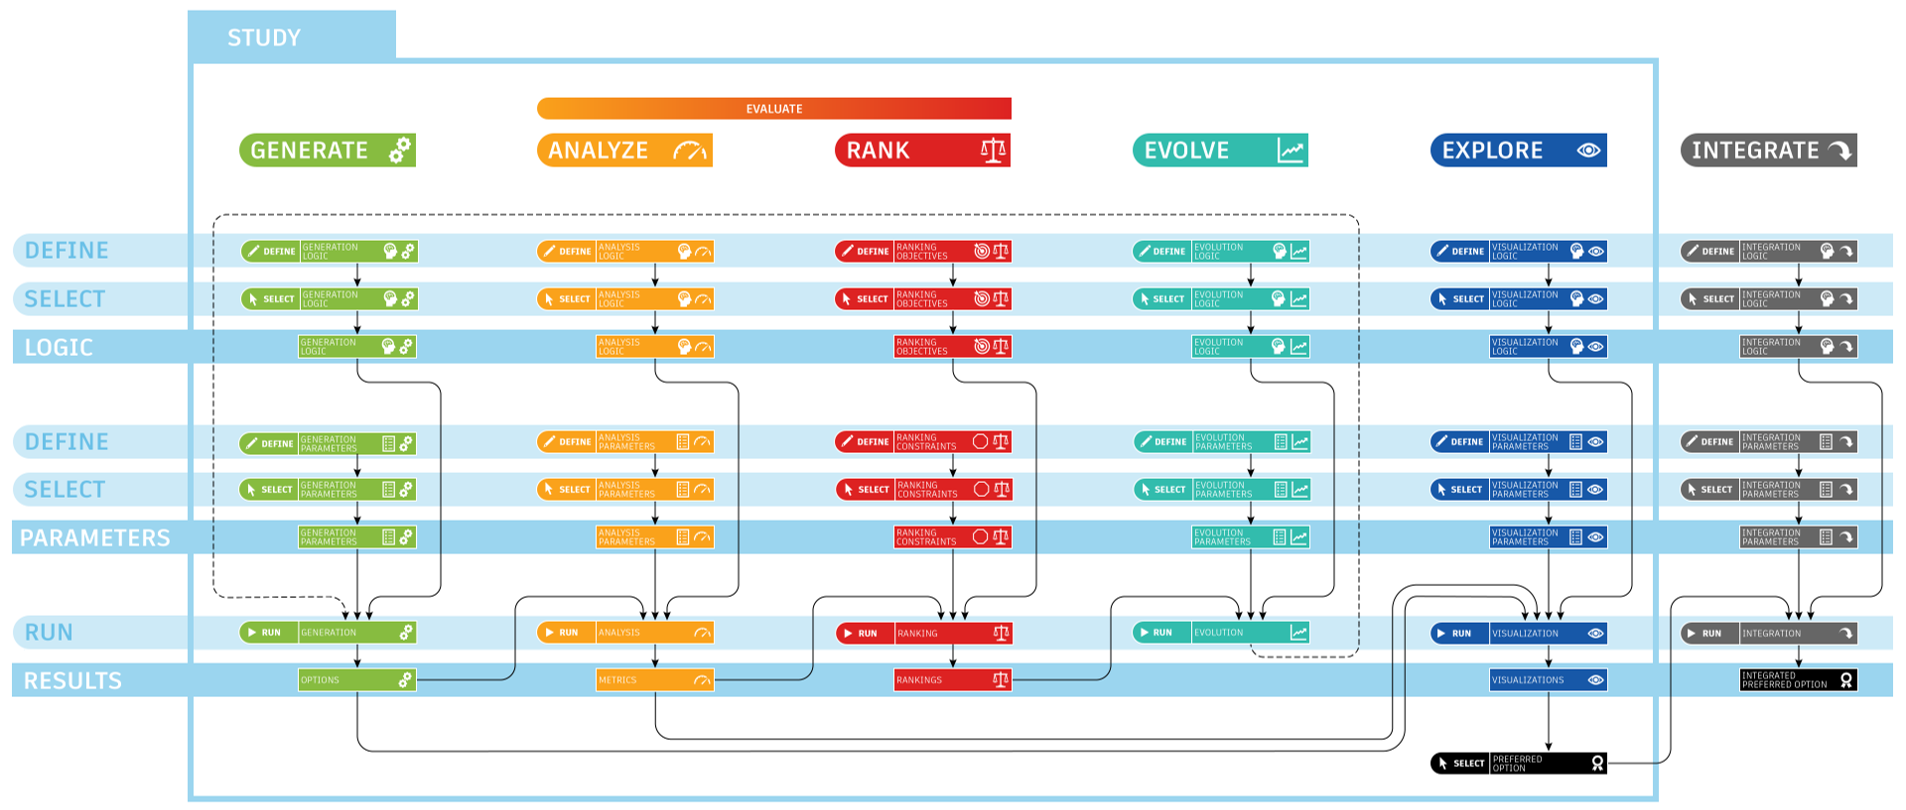 STUDY
EVALUATE
GENERATE
ANALYZE
RANK
EVOLVE
EXPLORE
INTEGRATE
DEFINE
DEFINE
GENERATION
LOGIC
DEFINE
ANALYSIS
LOGIC
DEFINE
RANKING
OBJECTIVES
DEFINE
EVOLUTION
LOGIC
DEFINE
VISUALIZATION
LOGIC
DEFINE
INTEGRATION
LOGIC
SELECT
SELECT
GENERATION
LOGIC
SELECT
ANALYSIS
LOGIC
SELECT
RANKING
OBJECTIVES
SELECT
EVOLUTION
LOGIC
SELECT
VISUALIZATION
LOGIC
SELECT
INTEGRATION
LOGIC
LOGIC
GENERATION
LOGIC
ANALYSIS
LOGIC
RANKING
OBJECTIVES
EVOLUTION
LOGIC
VISUALIZATION
LOGIC
INTEGRATION
LOGIC
DEFINE
DEFINE
GENERATION
PARAMETERS
DEFINE
ANALYSIS
PARAMETERS
DEFINE
RANKING
CONSTRAINTS
DEFINE
EVOLUTION
PARAMETERS
DEFINE
VISUALIZATION
PARAMETERS
DEFINE
INTEGRATION
PARAMETERS
SELECT
SELECT
GENERATION
PARAMETERS
SELECT
ANALYSIS
PARAMETERS
SELECT
RANKING
CONSTRAINTS
SELECT
EVOLUTION
PARAMETERS
SELECT
VISUALIZATION
PARAMETERS
SELECT
INTEGRATION
PARAMETERS
PARAMETERS
GENERATION
PARAMETERS
ANALYSIS
PARAMETERS
RANKING
CONSTRAINTS
EVOLUTION
PARAMETERS
VISUALIZATION
PARAMETERS
INTEGRATION
PARAMETERS
RUN
RUN GENERATION
RUN ANALYSIS
RUN RANKING
RUN EVOLUTION
RUN VISUALIZATION
RUN INTEGRATION
RESULTS
OPTIONS
METRICS
RANKINGS
VISUALIZATIONS
INTEGRATED
PREFERRED OPTION
SELECT
PREFERRED
OPTION